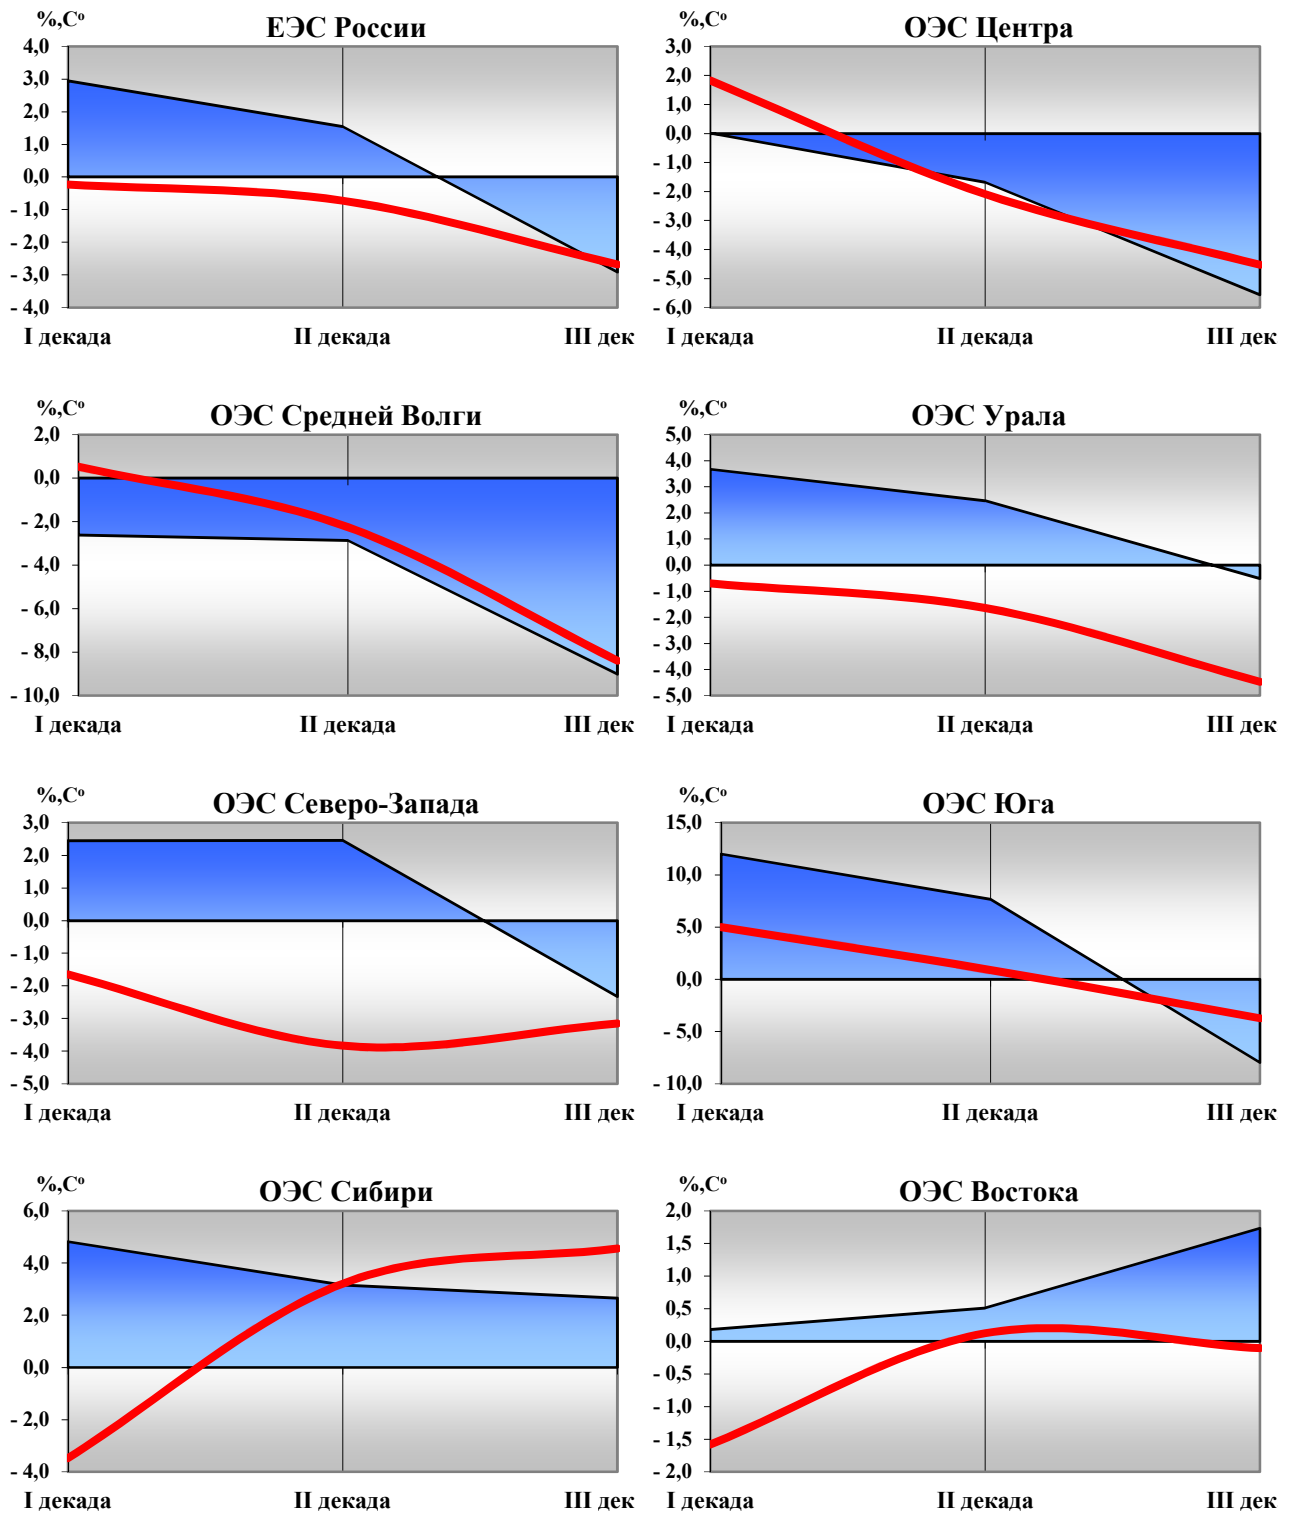 %,Cº
ЕЭС России
4,0
3,0
2,0
1,0
0,0
- 1,0
- 2,0
- 3,0
- 4,0
I декада
II декада
III дек
%,Cº
ОЭС Центра
3,0
2,0
1,0
0,0
- 1,0
- 2,0
- 3,0
- 4,0
- 5,0
- 6,0
I декада
II декада
III дек
%,Cº
ОЭС Средней Волги
2,0
0,0
- 2,0
- 4,0
- 6,0
- 8,0
- 10,0
I декада
II декада
III дек
%,Cº
ОЭС Урала
5,0
4,0
3,0
2,0
1,0
0,0
- 1,0
- 2,0
- 3,0
- 4,0
- 5,0
I декада
II декада
III дек
%,Cº
ОЭС Северо-Запада
3,0
2,0
1,0
0,0
- 1,0
- 2,0
- 3,0
- 4,0
- 5,0
I декада
II декада
III дек
%,Cº
ОЭС Юга
15,0
10,0
5,0
0,0
- 5,0
- 10,0
I декада
II декада
III дек
%,Cº
ОЭС Сибири
6,0
4,0
2,0
0,0
- 2,0
- 4,0
I декада
II декада
III дек
%,Cº
ОЭС Востока
2,0
1,5
1,0
0,5
0,0
- 0,5
- 1,0
- 1,5
- 2,0
I декада
II декада
III дек